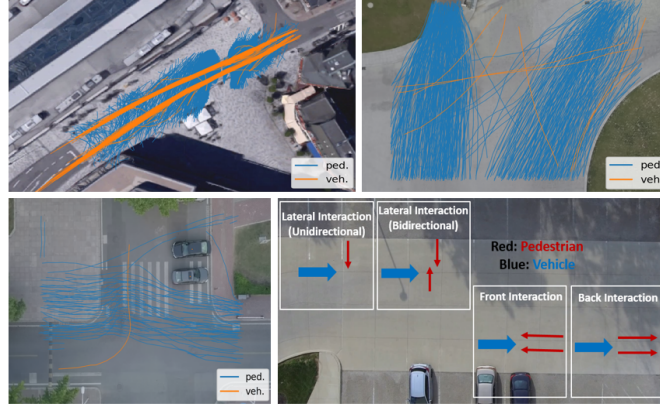 ped.
veh.
ped.
veh.
ped.
veh.
Lateral Interaction
(Unidirectional)
Lateral Interaction
(Bidirectional)
Red: Pedestrian
Blue: Vehicle
Front Interaction
Back Interaction